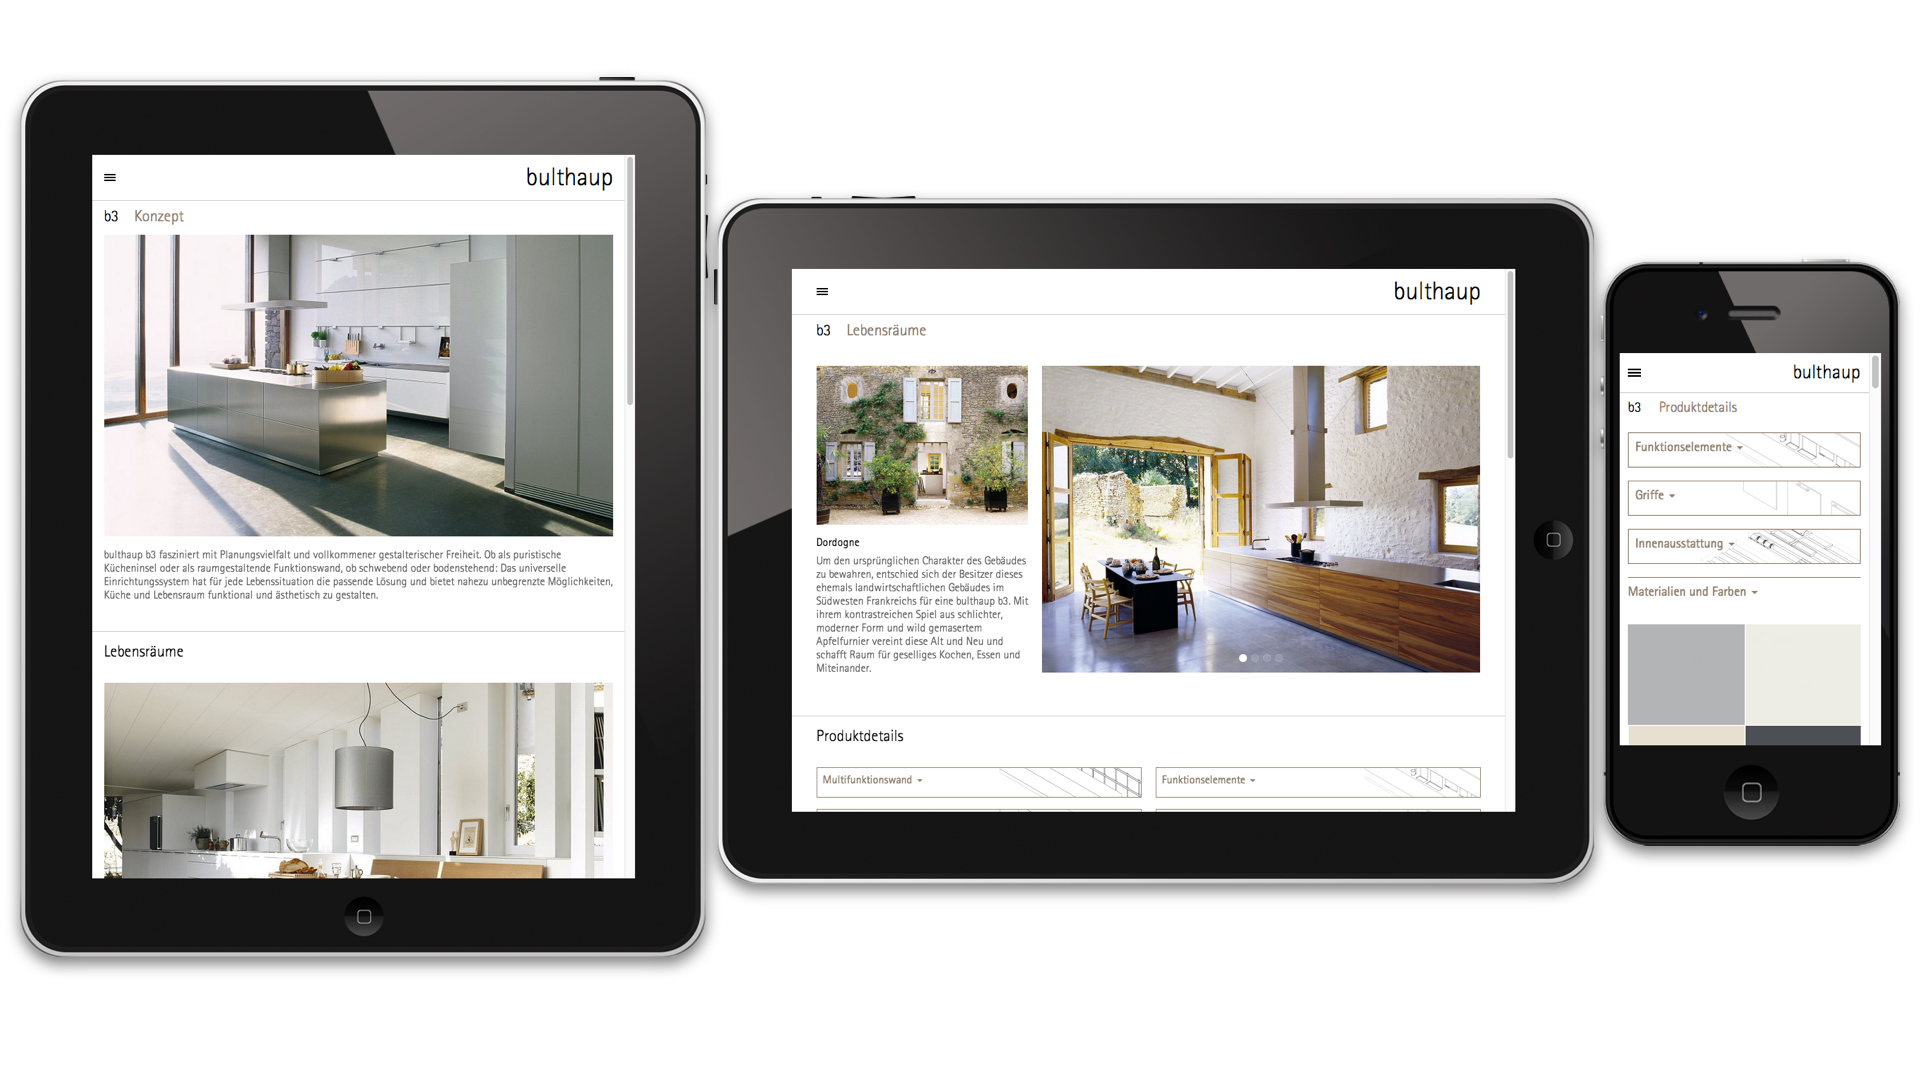 bulthaup
b3 Konzept
bulthaup b3 fasziniert mit Planungsvielfalt und vollkommener gestalterischer Freiheit. Ob als puristische
Kücheninsel oder als raumgestaltende Funktionswand, ob schwebend oder bodenstehend: Das universelle
Einrichtungssystem hat für jede Lebenssituation die passende Lösung und bietet nahezu unbegrenzte Möglichkeiten,
Küche und Lebensraum funktional und ästhetisch zu gestalten.
Lebensräume
bulthaup
b3 Lebensräume
Dordogne
Um den ursprünglichen Charakter des Gebäudes
zu bewahren, entschied sich der Besitzer dieses
ehemals landwirtschaftlichen Gebäudes im
Südwesten Frankreichs für eine bulthaup b3. Mit
ihrem kontrastreichen Spiel aus schlichter,
moderner Form und wild gemasertem
Apfelfurnier vereint diese Alt und Neu und
schafft Raum für geselliges Kochen, Essen und
Miteinander.
Produktdetails
Multifunktionswand
Funktionselemente
bulthaup
b3 Produktdetails
Funktionselemente
Griffe
Innenausstattung
Materialien und Farben